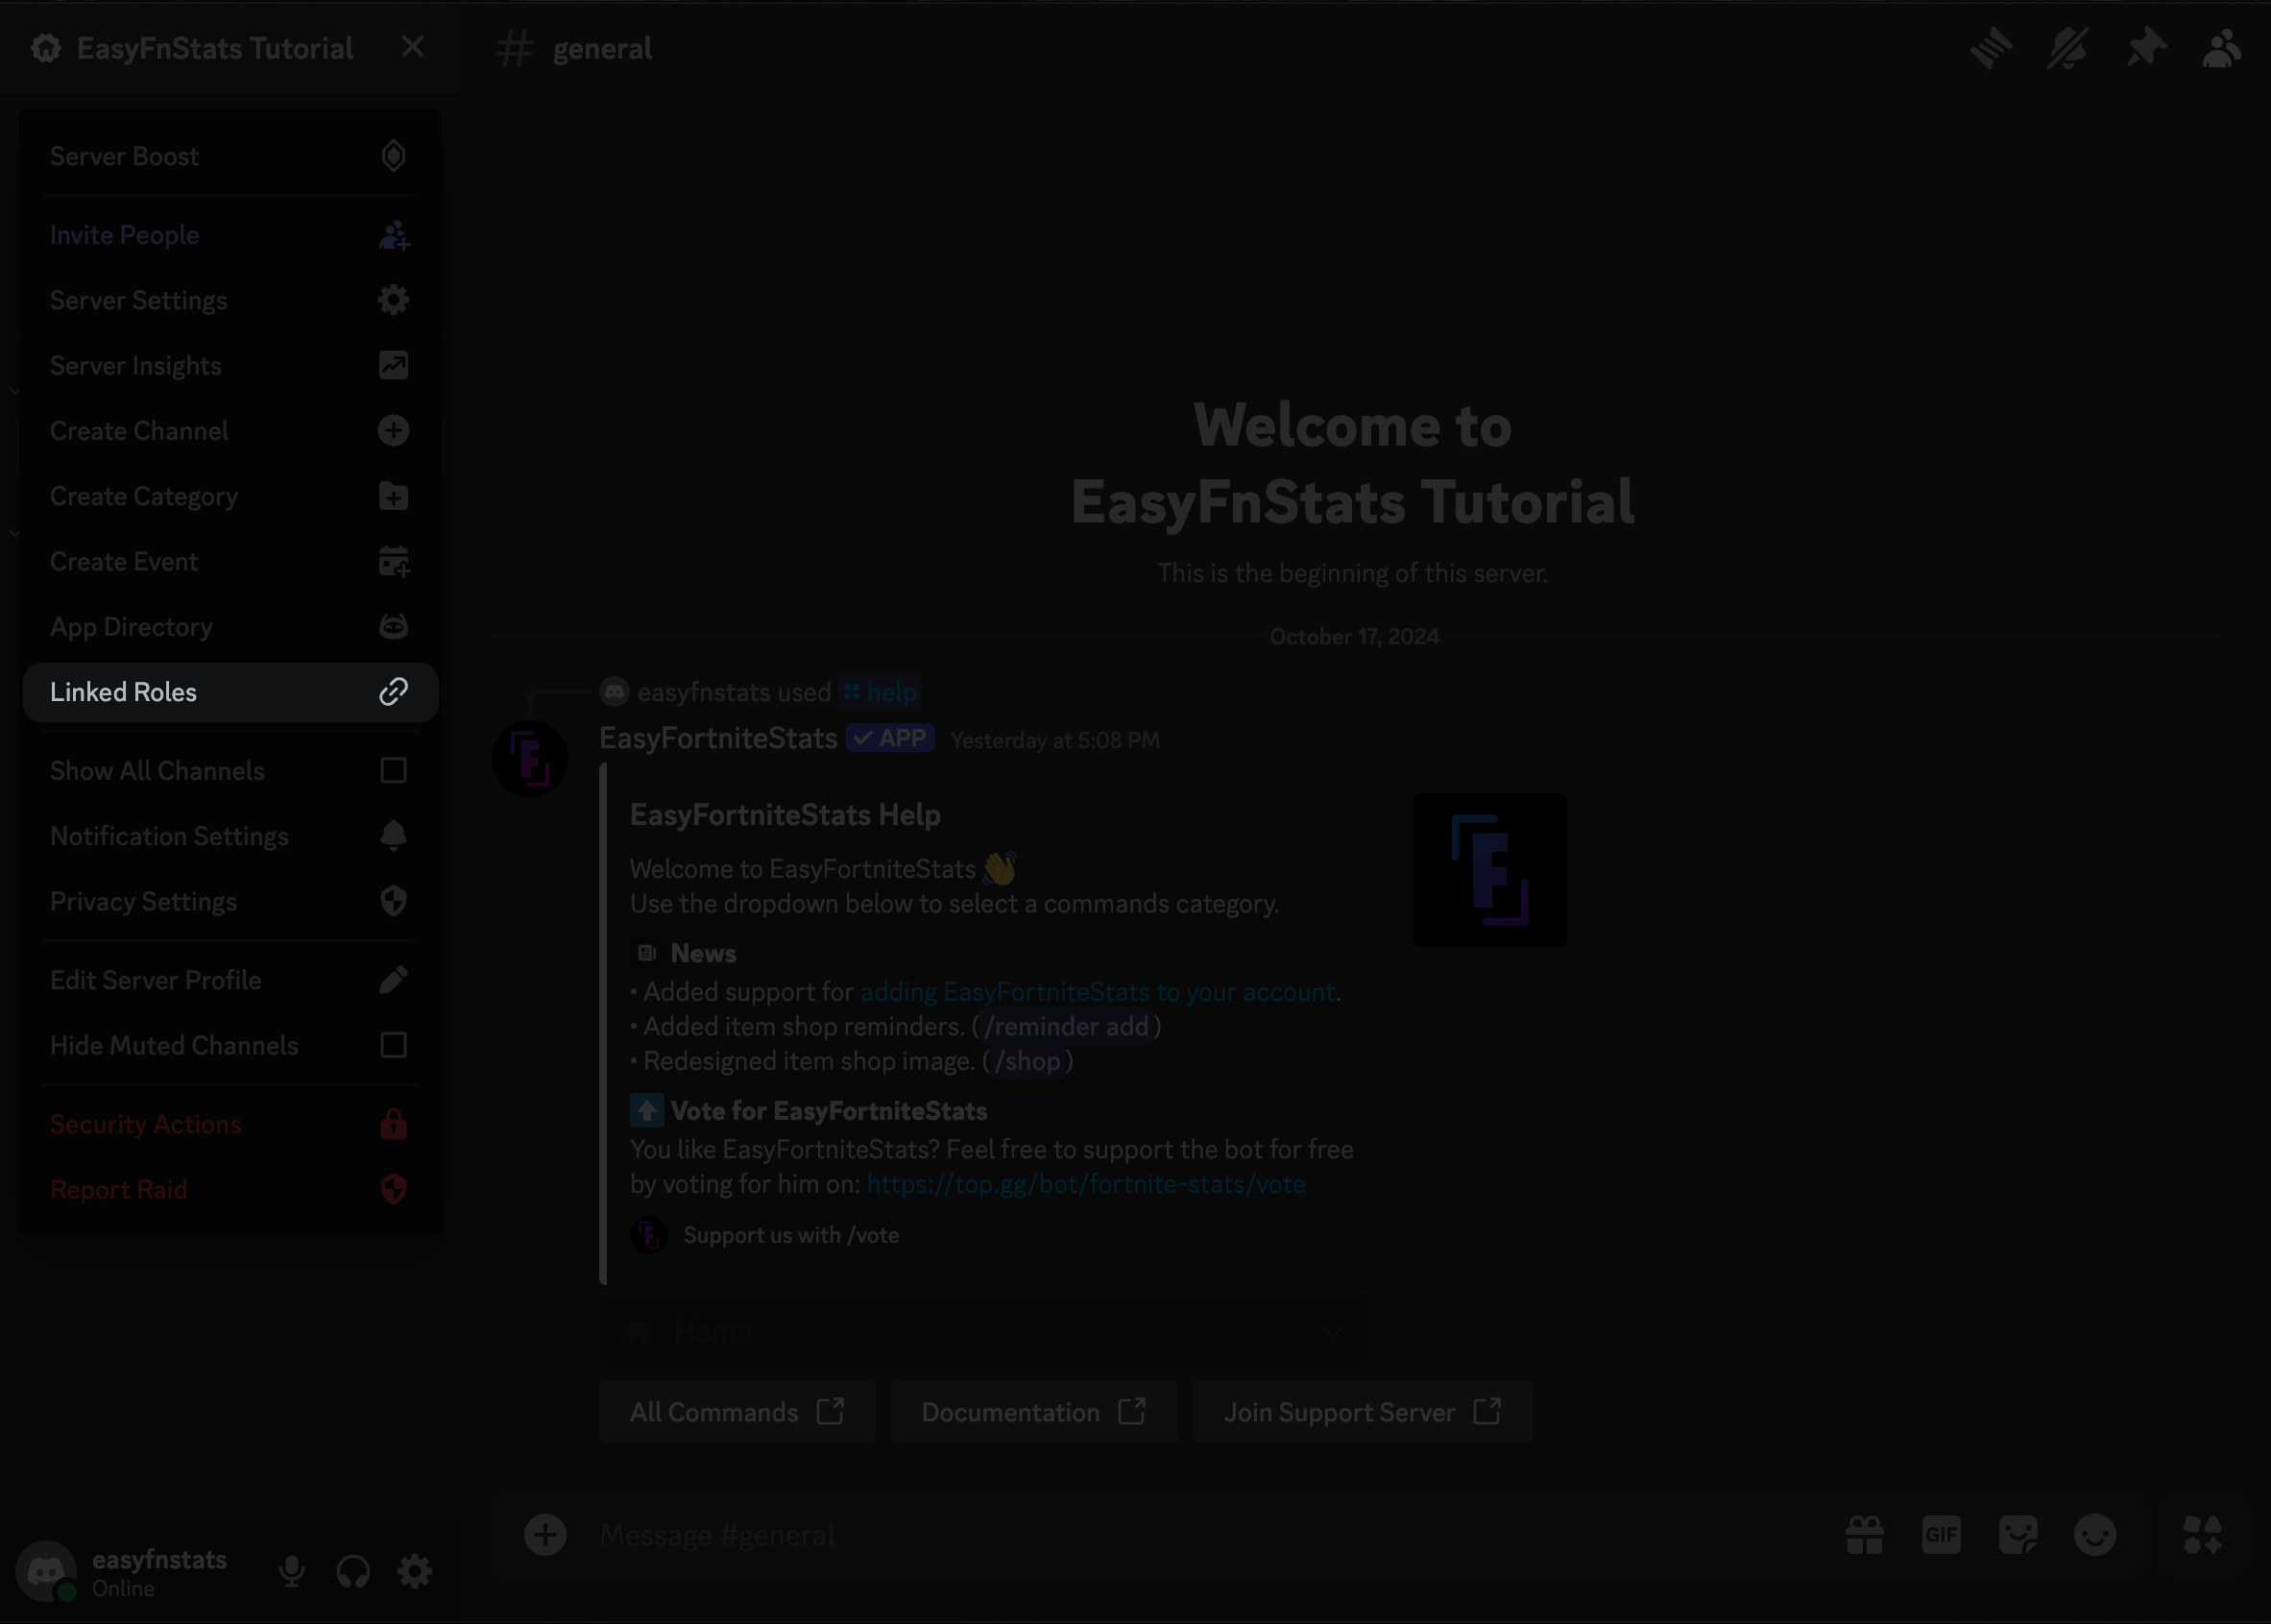 EasyFnStats Tutorial
general
Server Boost
Invite People
Server Settings
Server Insights
Create Channel
Create Category
Create Event
App Directory
Linked Roles
Show All Channels
Notification Settings
Privacy Settings
Edit Server Profile
Hide Muted Channels
Security Actions
Report Raid
Welcome to
EasyFnStats Tutorial
This is the beginning of this server.
October 17, 2024
easyfnstats used help
EasyFortniteStats APP Yesterday at 5:08 PM
EasyFortniteStats Help
Welcome to EasyFortniteStats 👋
Use the dropdown below to select a commands category.
News
• Added support for adding EasyFortniteStats to your account.
• Added item shop reminders. (/reminder add)
• Redesigned item shop image. (/shop)
Vote for EasyFortniteStats
You like EasyFortniteStats? Feel free to support the bot for free
by voting for him on: https://top.gg/bot/fortnite-stats/vote
Support us with /vote
Home
All Commands
Documentation
Join Support Server
Message #general
GIF
easyfnstats
Online